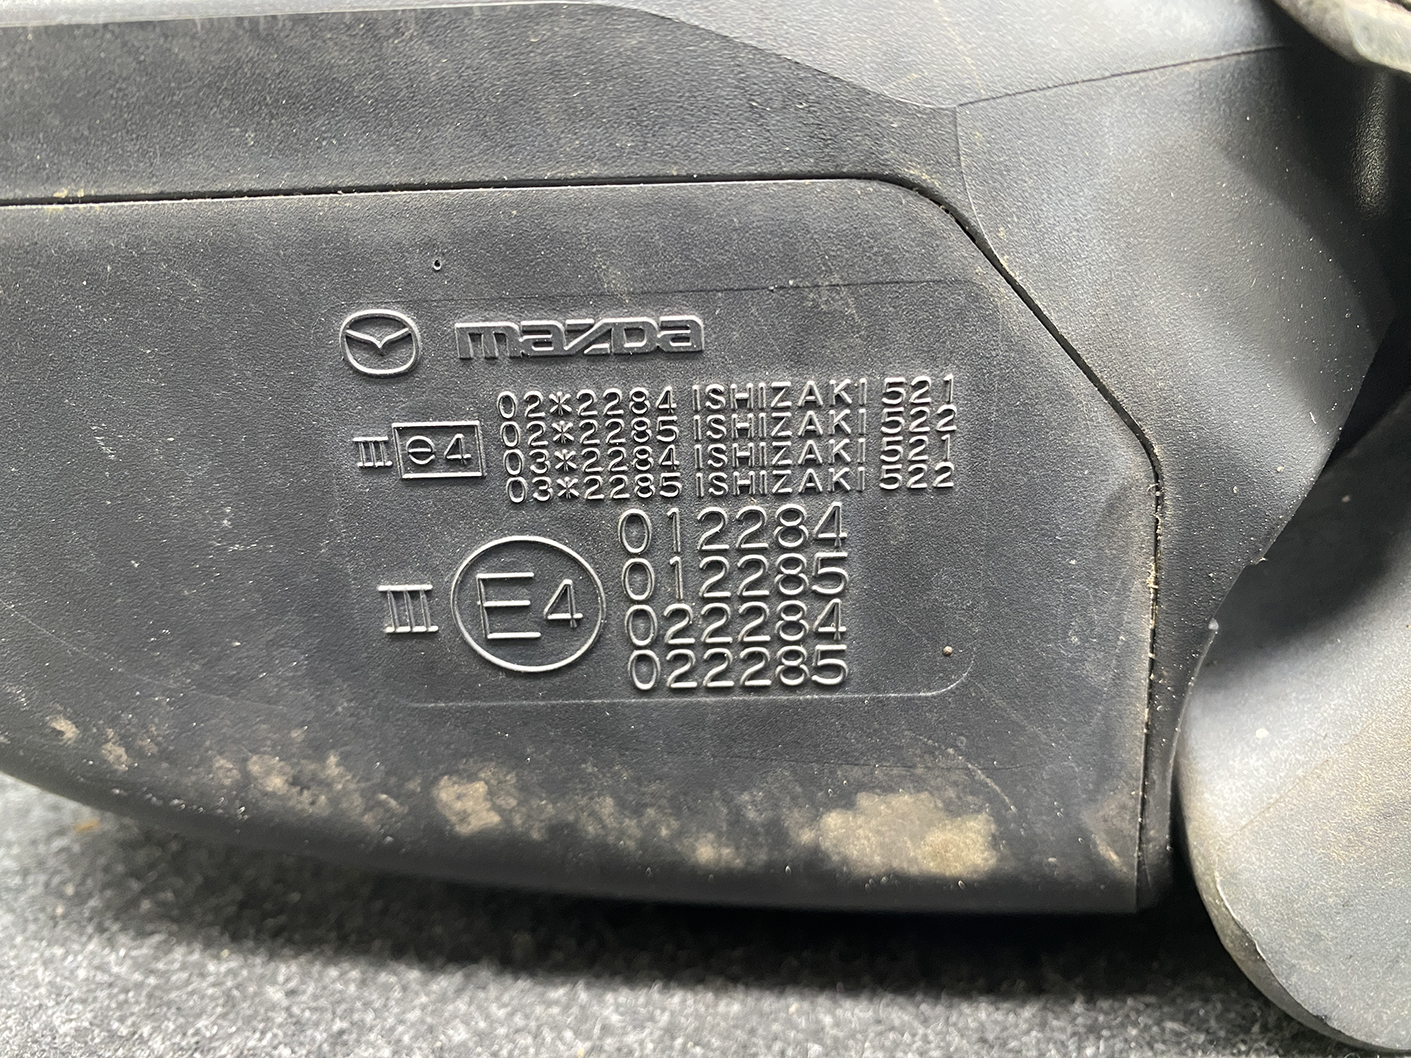 mazda
02*2284 ISHIZAKI 521
02*2285 ISHIZAKI 522
03*2284 ISHIZAKI 521
03*2285 ISHIZAKI 522
III e4
012284
012285
022284
022285
III E4